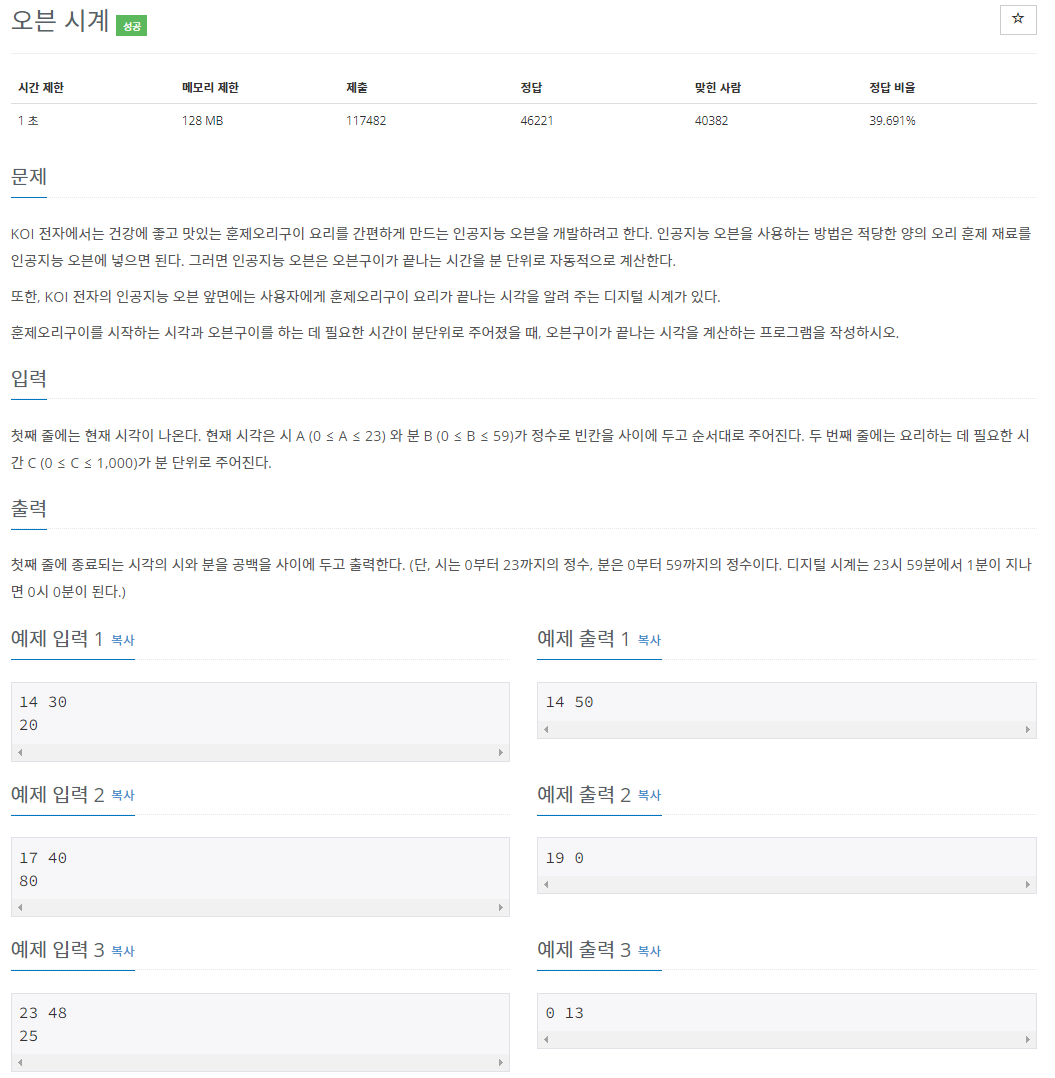 오븐 시계 성공
☆
시간 제한 메모리 제한 제출 정답 맞힌 사람 정답 비율
1 초 128 MB 117482 46221 40382 39.691%
문제
KOI 전자에서는 건강에 좋고 맛있는 훈제오리구이 요리를 간편하게 만드는 인공지능 오븐을 개발하려고 한다. 인공지능 오븐을 사용하는 방법은 적당한 양의 오리 훈제 재료를
인공지능 오븐에 넣으면 된다. 그러면 인공지능 오븐은 오븐구이가 끝나는 시간을 분 단위로 자동적으로 계산한다.
또한, KOI 전자의 인공지능 오븐 앞면에는 사용자에게 훈제오리구이 요리가 끝나는 시각을 알려 주는 디지털 시계가 있다.
훈제오리구이를 시작하는 시각과 오븐구이를 하는 데 필요한 시간이 분단위로 주어졌을 때, 오븐구이가 끝나는 시각을 계산하는 프로그램을 작성하시오.
입력
첫째 줄에는 현재 시각이 나온다. 현재 시각은 시 A (0 ≤ A ≤ 23) 와 분 B (0 ≤ B ≤ 59)가 정수로 빈칸을 사이에 두고 순서대로 주어진다. 두 번째 줄에는 요리하는 데 필요한 시
간 C (0 ≤ C ≤ 1,000)가 분 단위로 주어진다.
출력
첫째 줄에 종료되는 시각의 시와 분을 공백을 사이에 두고 출력한다. (단, 시는 0부터 23까지의 정수, 분은 0부터 59까지의 정수이다. 디지털 시계는 23시 59분에서 1분이 지나
면 0시 0분이 된다.)
예제 입력 1 복사
14 30
20
예제 출력 1 복사
14 50
예제 입력 2 복사
17 40
80
예제 출력 2 복사
19 0
예제 입력 3 복사
23 48
25
예제 출력 3 복사
0 13